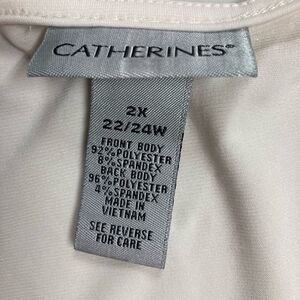 CATHERINES®
2X
22/24W
FRONT BODY
92% POLYESTER
8% SPANDEX
BACK BODY
96% POLYESTER
4% SPANDEX
MADE IN
VIETNAM
SEE REVERSE
FOR CARE